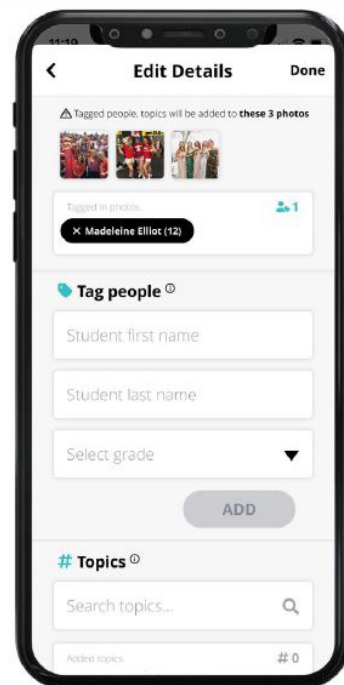 11:19
Edit Details
Done
Tagged people, topics will be added to these 3 photos
Tagged in photos
1
× Madeleine Elliot (12)
Tag people
Student first name
Student last name
Select grade
ADD
# Topics
Search topics...
Added topics
# 0